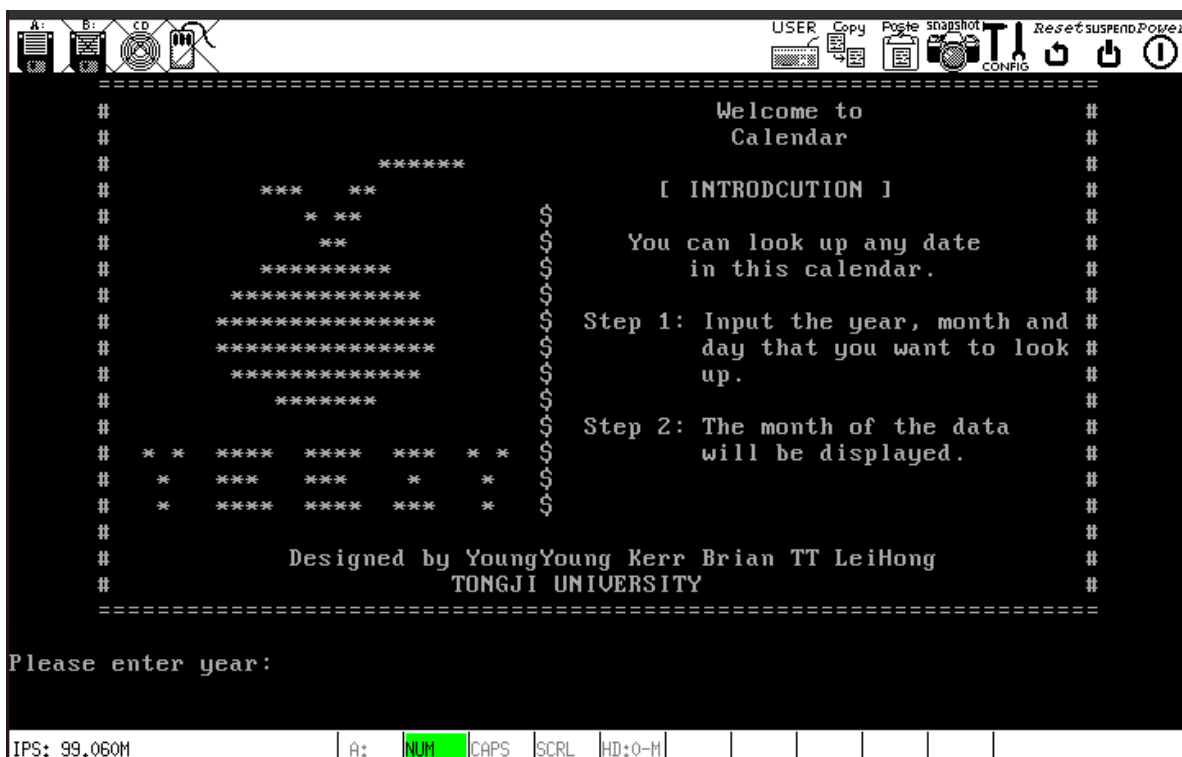 A: B: CD USER Copy Paste snapshot CONFIG Reset SUSPEND Power
======================================================================
# Welcome to #
# Calendar #
# ****** #
# *** ** [ INTRODCUTION ] #
# * ** $ #
# ** $ You can look up any date #
# ********* $ in this calendar. #
# ************* $ #
# *************** $ Step 1: Input the year, month and #
# *************** $ day that you want to look #
# ************* $ up. #
# ******* $ #
# $ Step 2: The month of the data #
# * * **** **** *** * * $ will be displayed. #
# * *** *** * * $ #
# * **** **** *** * $ #
# #
# Designed by YoungYoung Kerr Brian TT LeiHong #
# TONGJI UNIVERSITY #
======================================================================
Please enter year:
IPS: 99.060M A: NUM CAPS SCRL HD:0-M